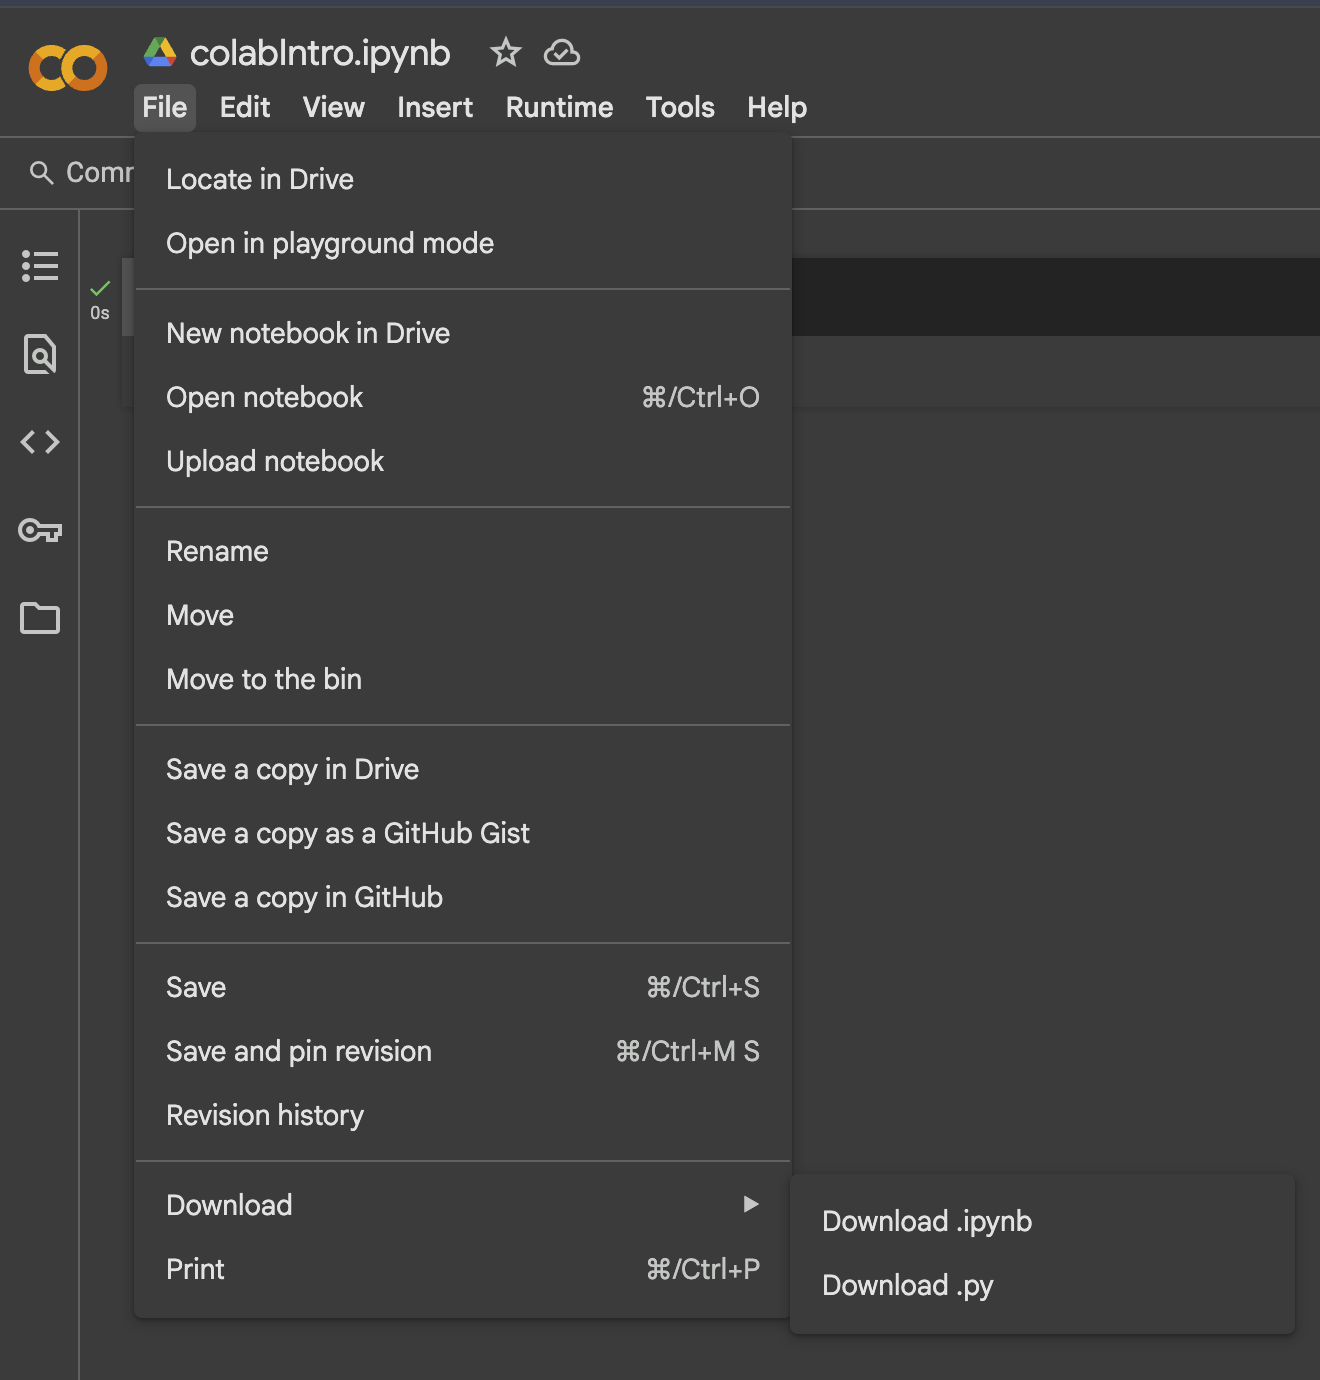 colabIntro.ipynb
File Edit View Insert Runtime Tools Help
Locate in Drive
Open in playground mode
0s
New notebook in Drive
Open notebook ⌘/Ctrl+O
Upload notebook
Rename
Move
Move to the bin
Save a copy in Drive
Save a copy as a GitHub Gist
Save a copy in GitHub
Save ⌘/Ctrl+S
Save and pin revision ⌘/Ctrl+M S
Revision history
Download
Download .ipynb
Print ⌘/Ctrl+P
Download .py